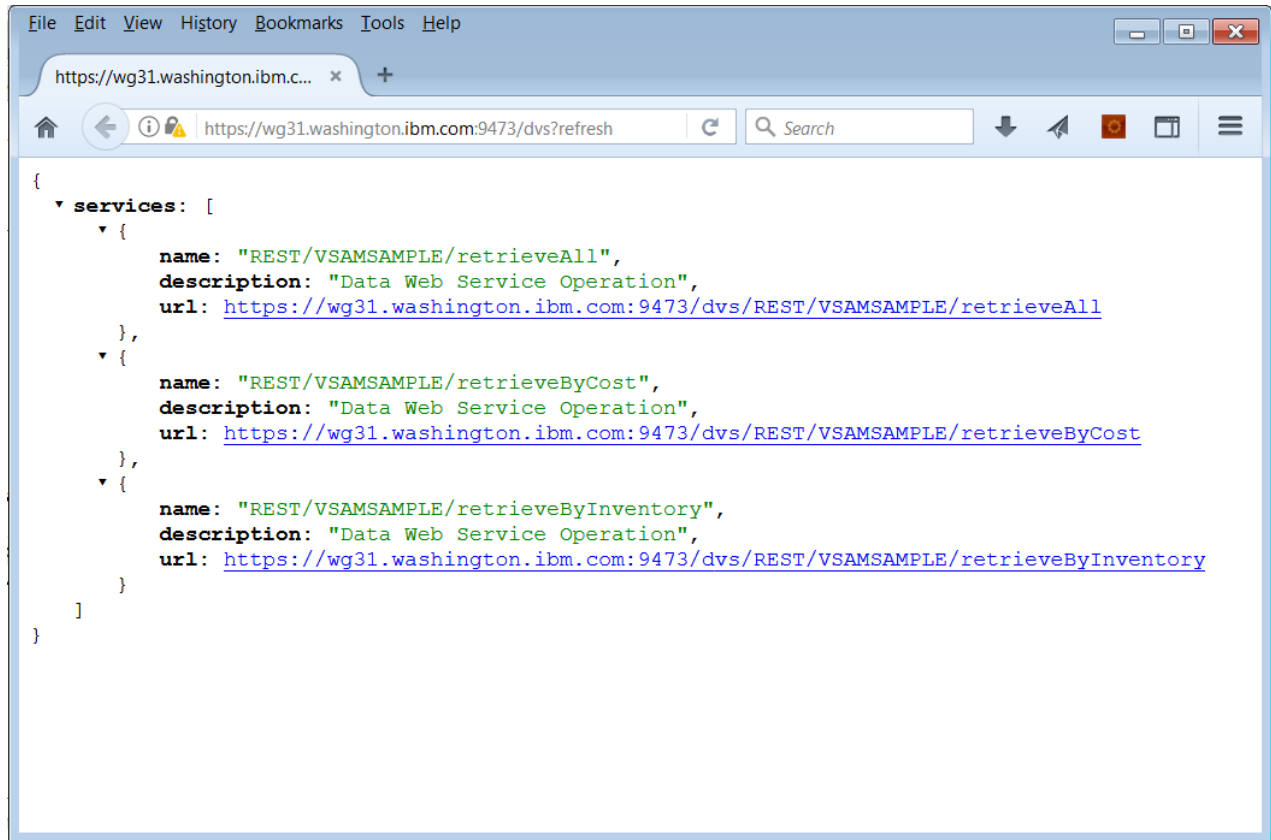 File Edit View History Bookmarks Tools Help
https://wg31.washington.ibm.c... × +
https://wg31.washington.ibm.com:9473/dvs?refresh Search
{
services: [
{
name: "REST/VSAMSAMPLE/retrieveAll",
description: "Data Web Service Operation",
url: https://wg31.washington.ibm.com:9473/dvs/REST/VSAMSAMPLE/retrieveAll
},
{
name: "REST/VSAMSAMPLE/retrieveByCost",
description: "Data Web Service Operation",
url: https://wg31.washington.ibm.com:9473/dvs/REST/VSAMSAMPLE/retrieveByCost
},
{
name: "REST/VSAMSAMPLE/retrieveByInventory",
description: "Data Web Service Operation",
url: https://wg31.washington.ibm.com:9473/dvs/REST/VSAMSAMPLE/retrieveByInventory
}
]
}